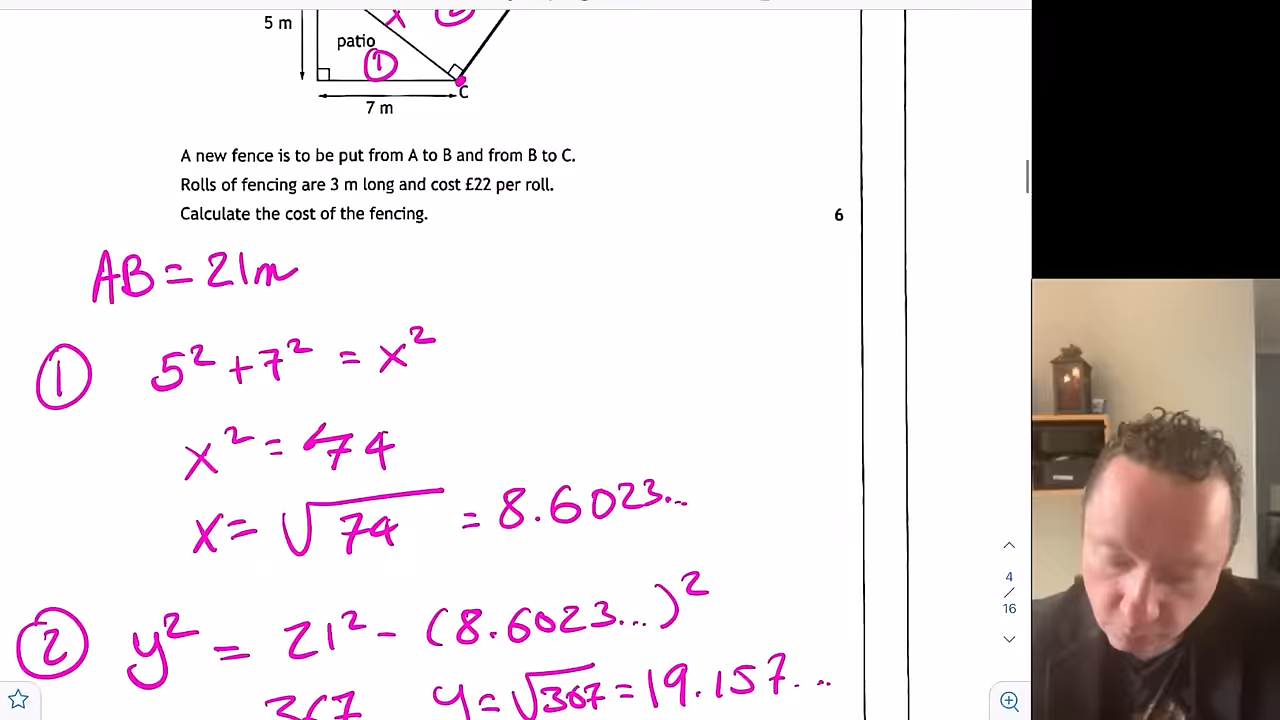 5 m
x 2
patio
1
C
7 m
A new fence is to be put from A to B and from B to C.
Rolls of fencing are 3 m long and cost £22 per roll.
Calculate the cost of the fencing.
6
AB = 21m
1 5² + 7² = x²
x² = 74
x = √74 = 8.6023...
2 y² = 21² - (8.6023...)²
367 y = √367 = 19.157...
4
/
16